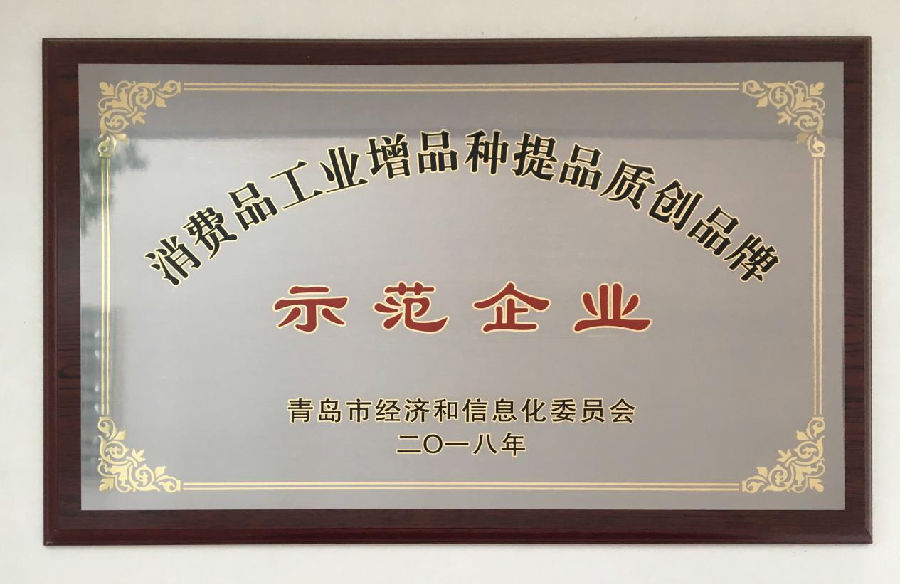 消费品工业增品种提品质创品牌
示范企业
青岛市经济和信息化委员会
二〇一八年